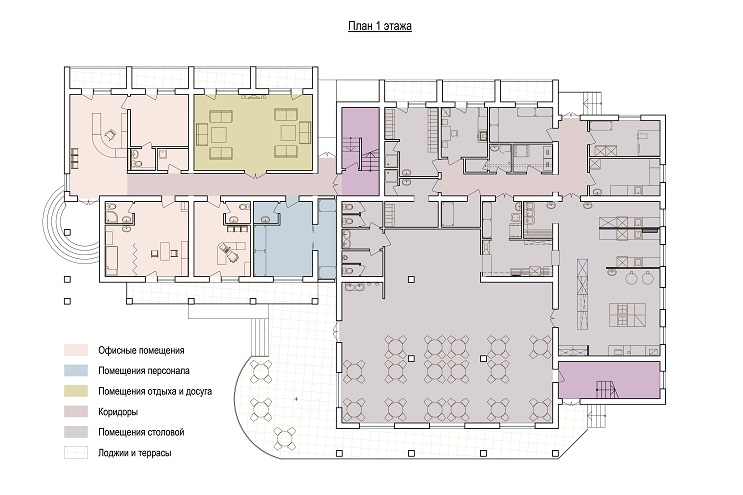 План 1 этажа
Офисные помещения
Помещения персонала
Помещения отдыха и досуга
Коридоры
Помещения столовой
Лоджии и террасы